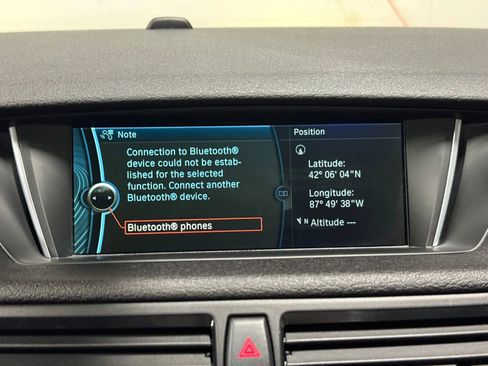 Note
Connection to Bluetooth®
device could not be estab-
lished for the selected
function. Connect another
Bluetooth® device.
Bluetooth® phones
Position
Latitude:
42° 06' 04"N
Longitude:
87° 49' 38"W
N Altitude ---